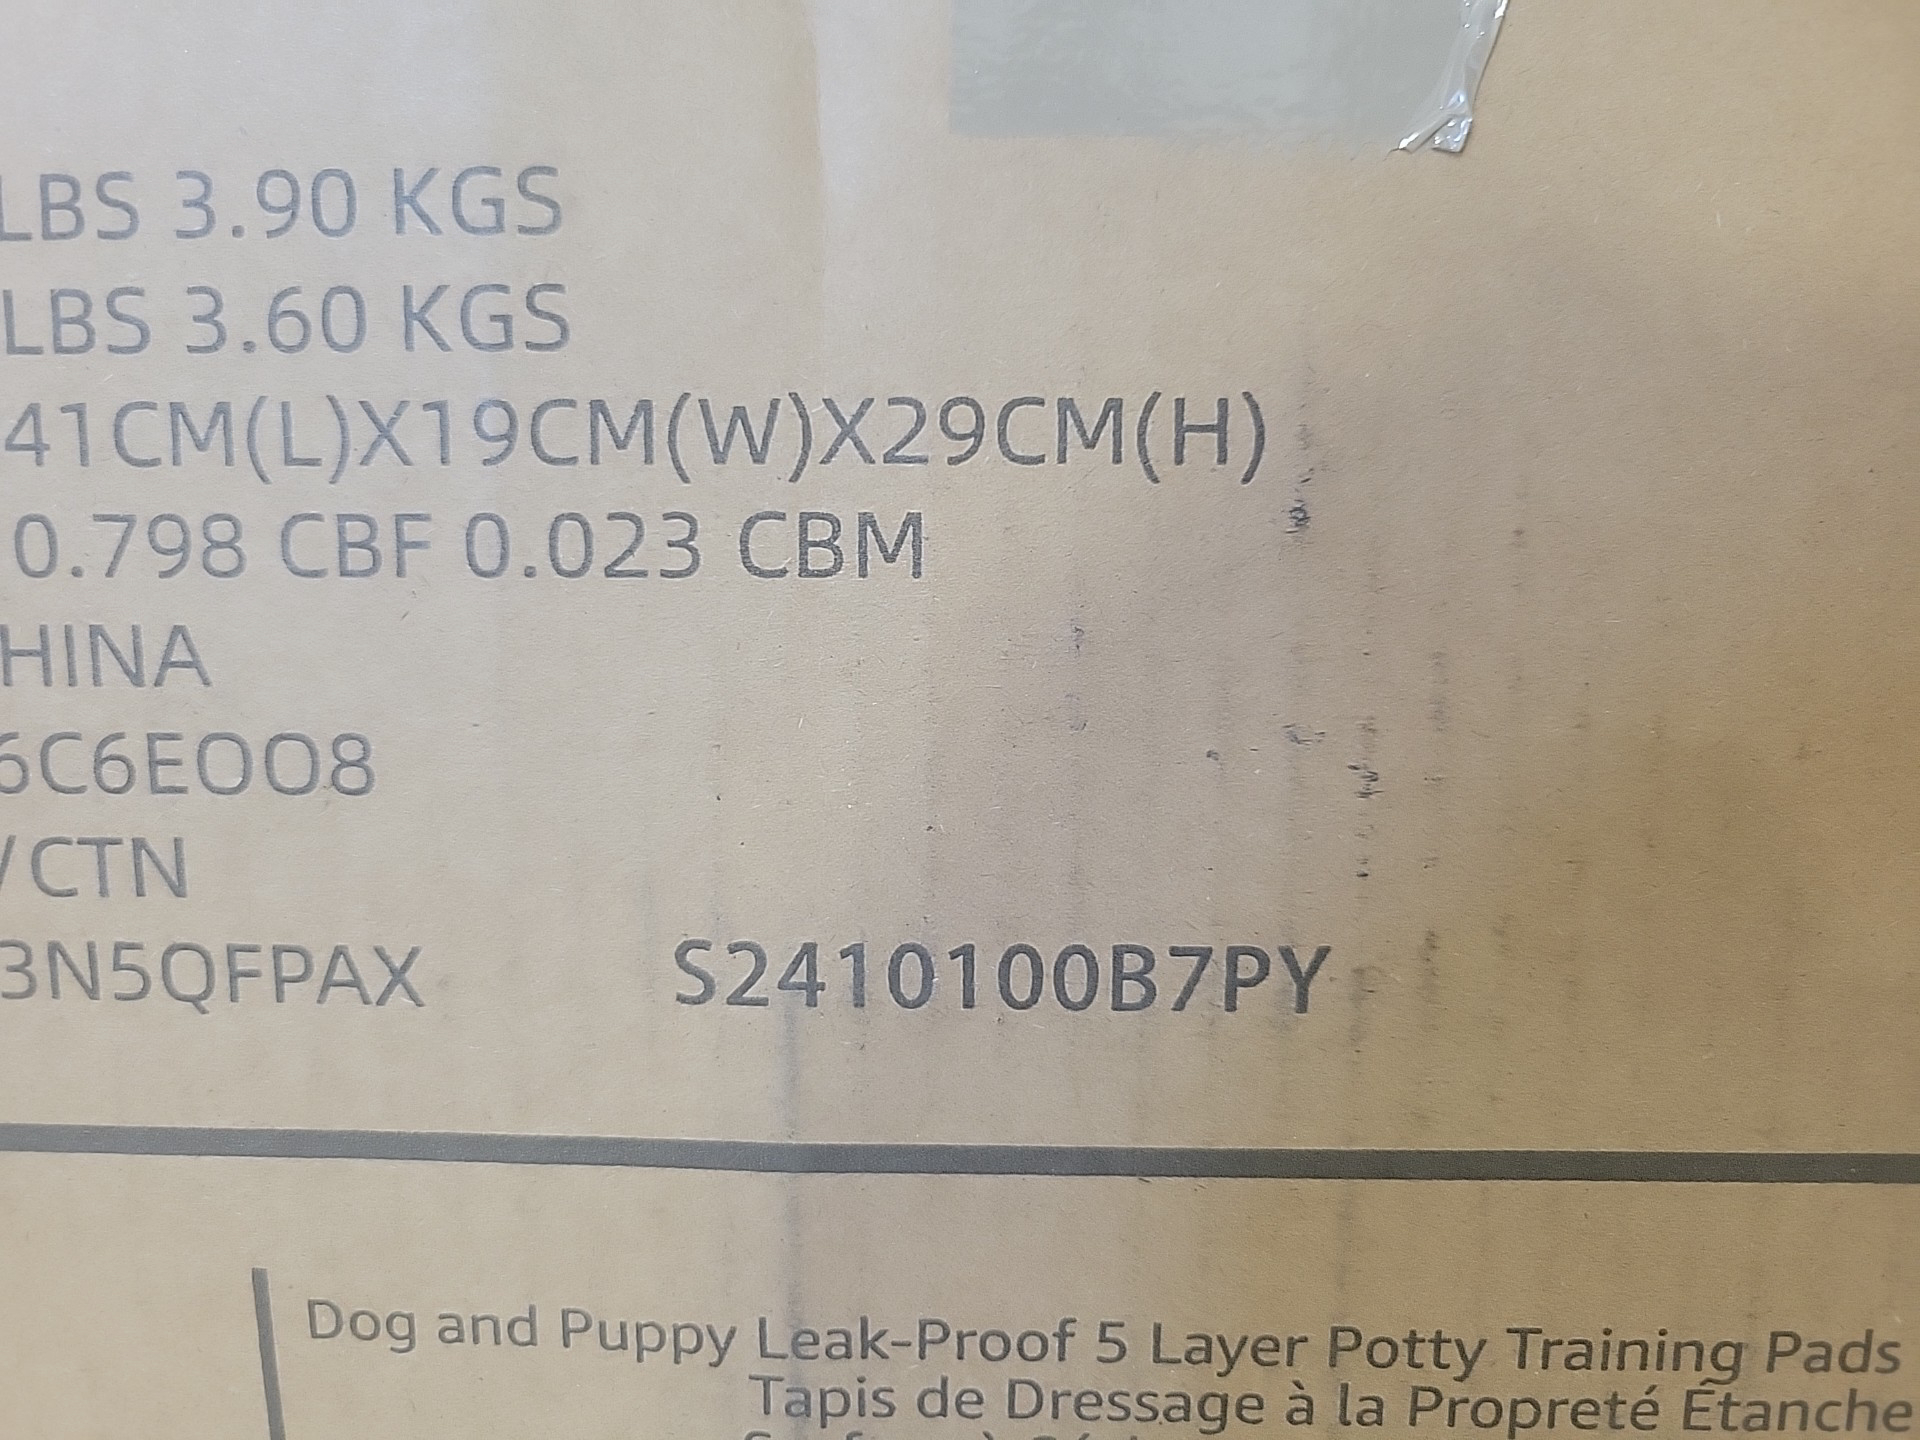 LBS 3.90 KGS
LBS 3.60 KGS
41CM(L)X19CM(W)X29CM(H)
0.798 CBF 0.023 CBM
HINA
6C6EOO8
/CTN
3N5QFPAX S2410100B7PY
Dog and Puppy Leak-Proof 5 Layer Potty Training Pads
Tapis de Dressage à la Propreté Étanche